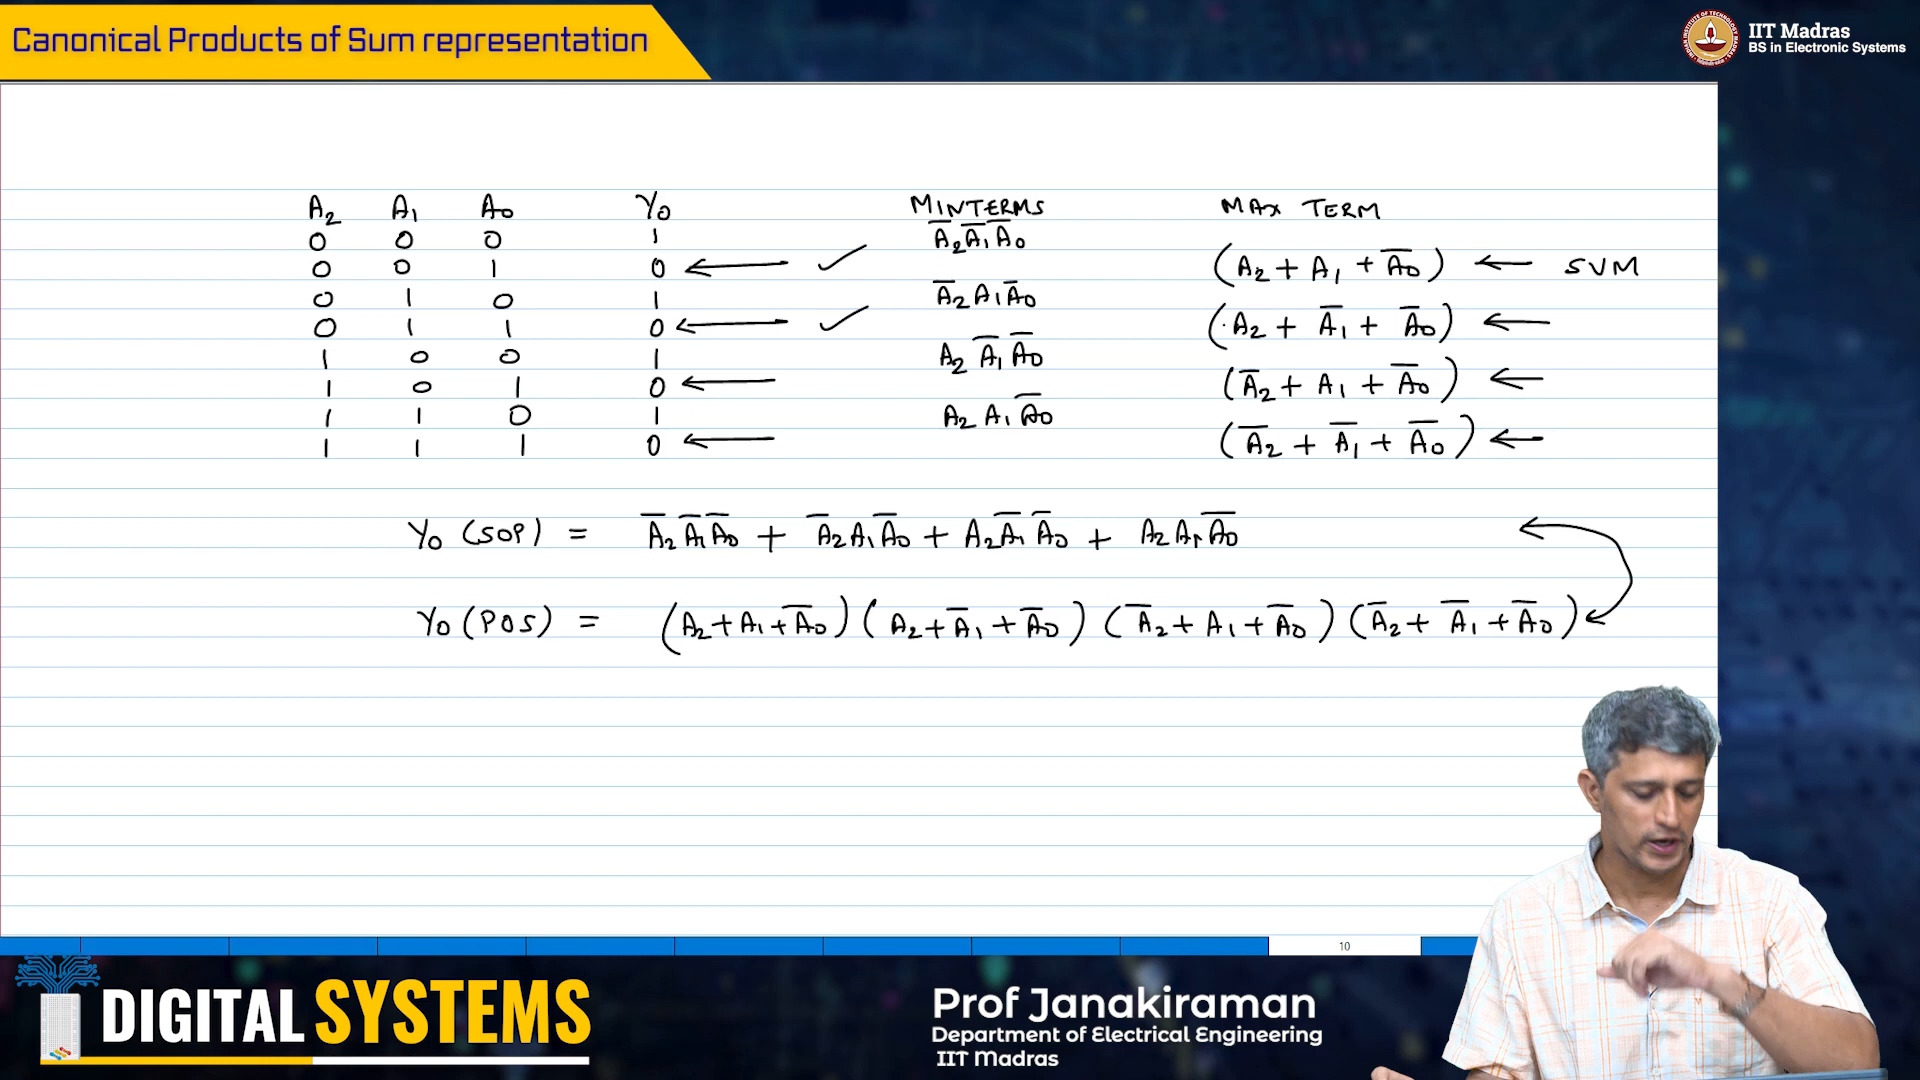 Canonical Products of Sum representation
IIT Madras
BS in Electronic Systems
A₂ A₁ A₀ Y₀ MINTERMS MAX TERM
0 0 0 1 A̅₂A̅₁A̅₀
0 0 1 0 ← ✓ (A₂ + A₁ + A̅₀) ← SUM
0 1 0 1 A̅₂A₁A̅₀
0 1 1 0 ← ✓ (A₂ + A̅₁ + A̅₀) ←
1 0 0 1 A₂A̅₁A̅₀
1 0 1 0 ← (A̅₂ + A₁ + A̅₀) ←
1 1 0 1 A₂A₁A̅₀
1 1 1 0 ← (A̅₂ + A̅₁ + A̅₀) ←
Y₀ (SOP) = A̅₂A̅₁A̅₀ + A̅₂A₁A̅₀ + A₂A̅₁A̅₀ + A₂A₁A̅₀
Y₀ (POS) = (A₂+A₁+A̅₀) (A₂+A̅₁+A̅₀) (A̅₂+A₁+A̅₀) (A̅₂+A̅₁+A̅₀)
10
DIGITAL SYSTEMS
Prof Janakiraman
Department of Electrical Engineering
IIT Madras